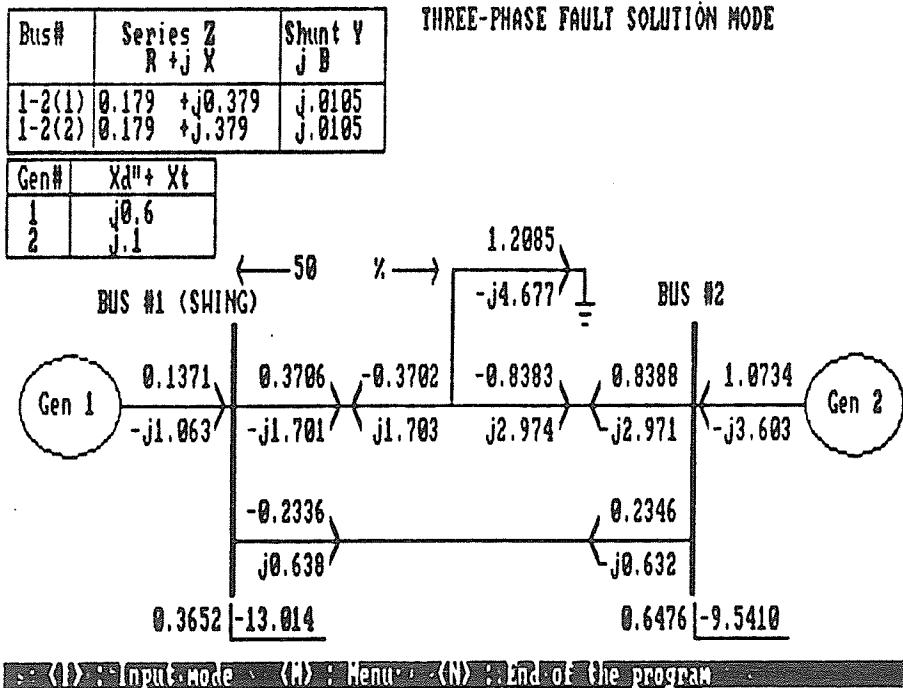 THREE-PHASE FAULT SOLUTION MODE
Bus# Series Z Shunt Y
R +j X j B
1-2(1) 0.179 +j0.379 j.0105
1-2(2) 0.179 +j.379 j.0105
Gen# Xd"+ Xt
1 j0.6
2 j.1
1.2085
50 %
-j4.677
BUS #1 (SWING) BUS #2
0.1371 0.3706 -0.3702 -0.8383 0.8388 1.0734
Gen 1 Gen 2
-j1.063 -j1.701 j1.703 j2.974 -j2.971 -j3.603
-0.2336 0.2346
j0.638 -j0.632
0.3652 -13.014 0.6476 -9.5410
<I> : Input mode <M> : Menu <N> : End of the program